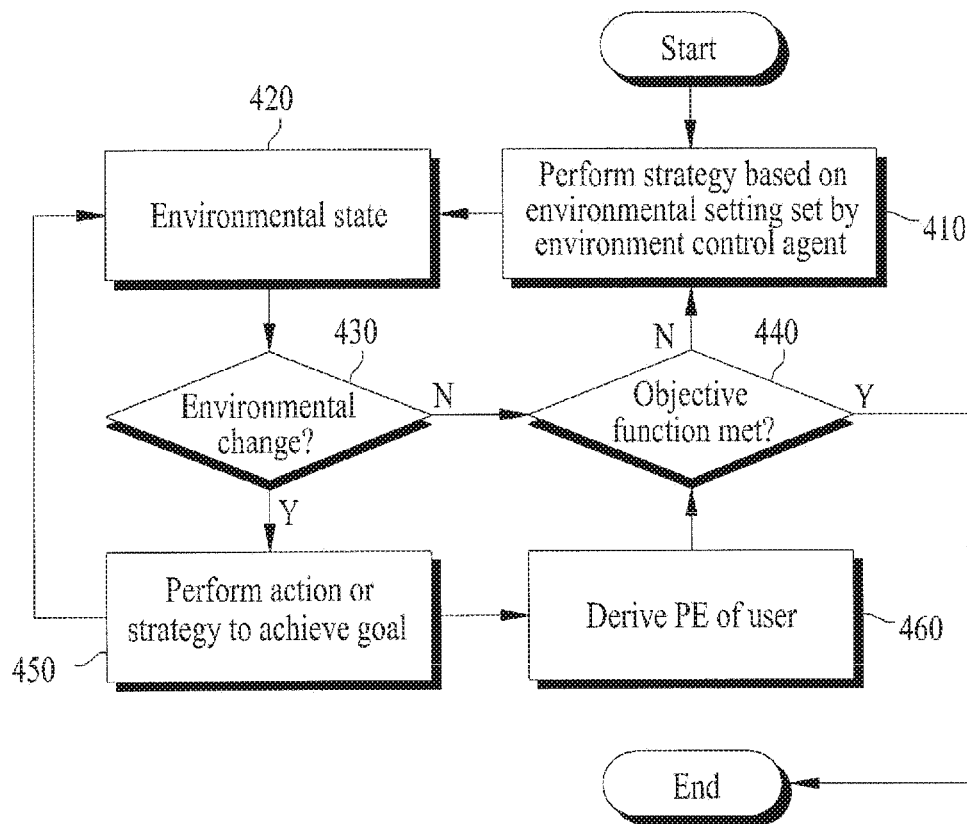 Start
420
Environmental state
Perform strategy based on
environmental setting set by
environment control agent
410
430
Environmental
change?
N
Y
N
440
Objective
function met?
Y
Perform action or
strategy to achieve goal
450
Derive PE of user
460
End